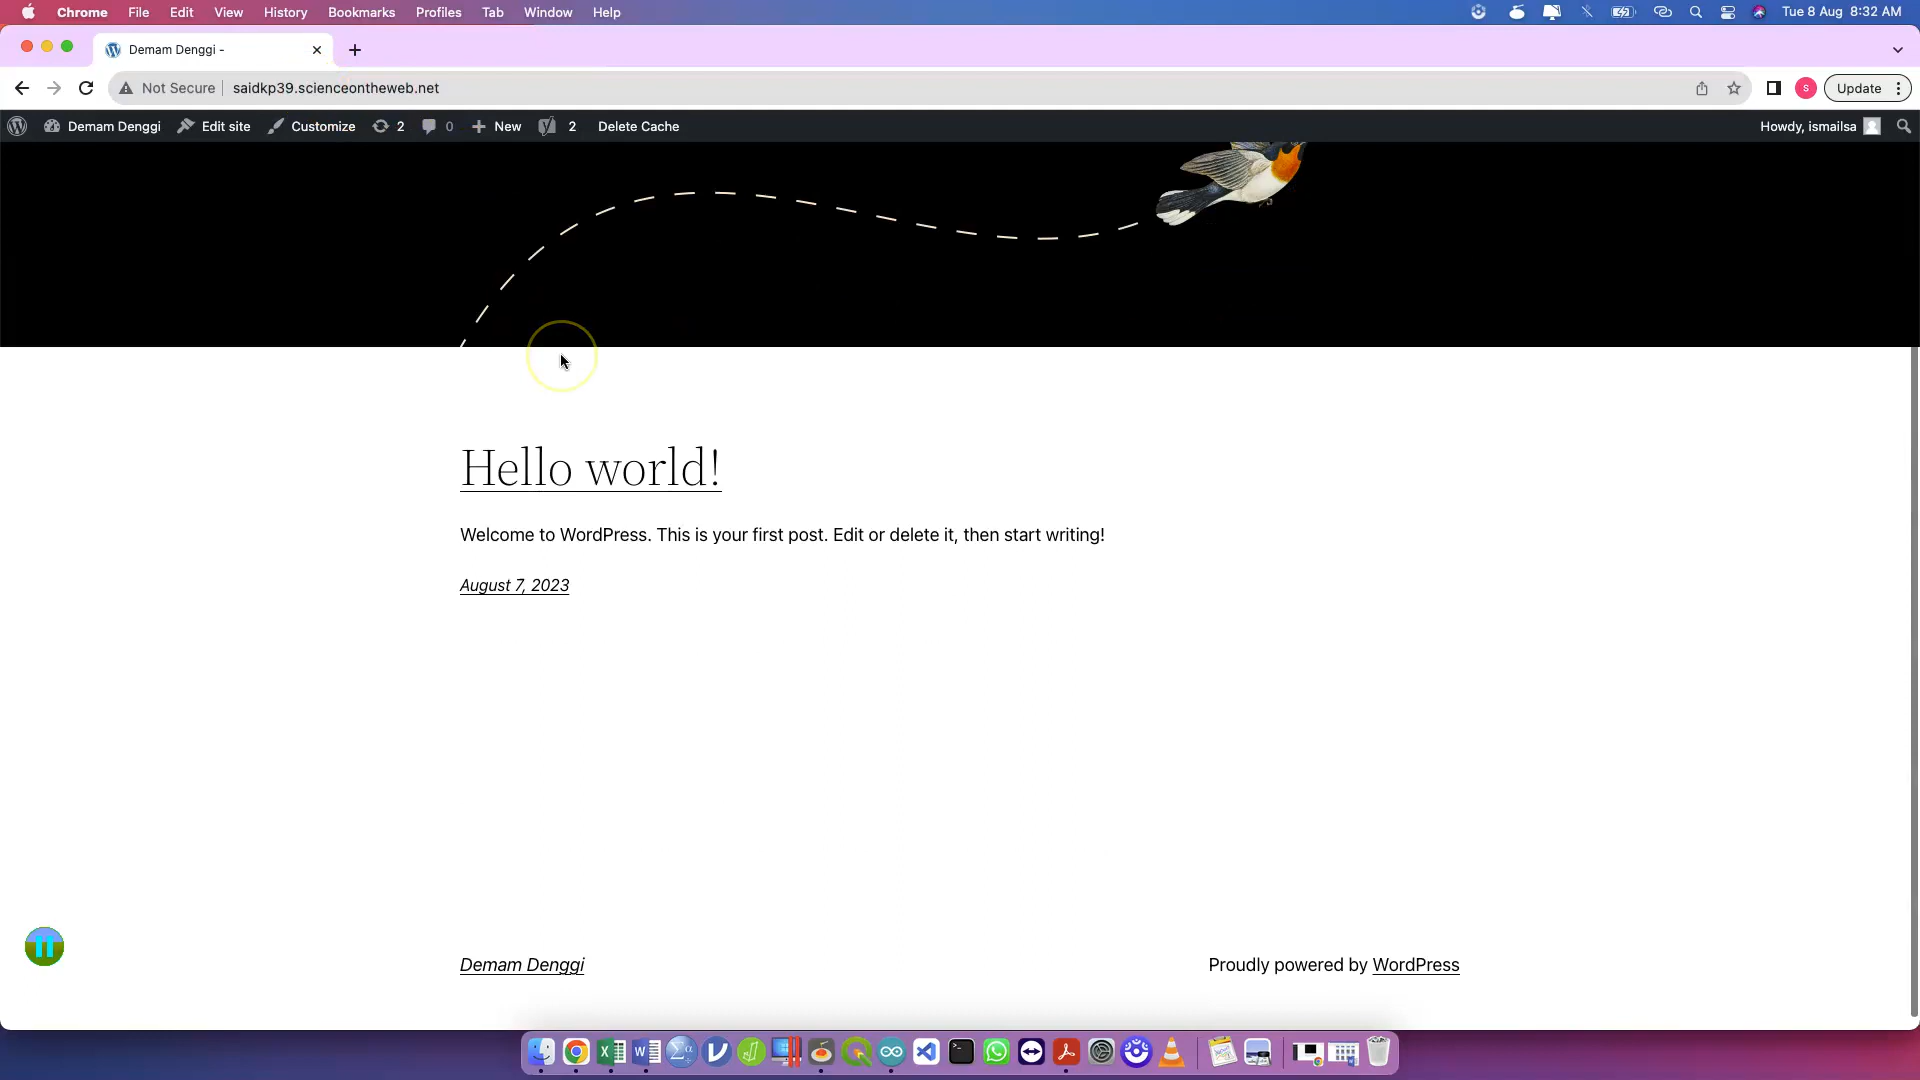 Chrome File Edit View History Bookmarks Profiles Tab Window Help Tue 8 Aug 8:32 AM
Demam Denggi -
Not Secure saidkp39.scienceontheweb.net S Update
Demam Denggi Edit site Customize 2 0 New 2 Delete Cache Howdy, ismailsa
Hello world!
Welcome to WordPress. This is your first post. Edit or delete it, then start writing!
August 7, 2023
Demam Denggi Proudly powered by WordPress